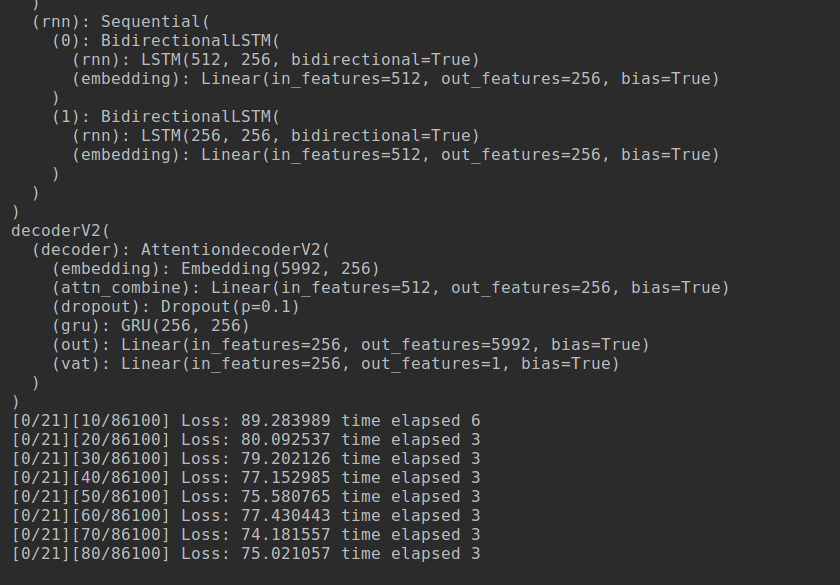 )
(rnn): Sequential(
(0): BidirectionalLSTM(
(rnn): LSTM(512, 256, bidirectional=True)
(embedding): Linear(in_features=512, out_features=256, bias=True)
)
(1): BidirectionalLSTM(
(rnn): LSTM(256, 256, bidirectional=True)
(embedding): Linear(in_features=512, out_features=256, bias=True)
)
)
)
decoderV2(
(decoder): AttentiondecoderV2(
(embedding): Embedding(5992, 256)
(attn_combine): Linear(in_features=512, out_features=256, bias=True)
(dropout): Dropout(p=0.1)
(gru): GRU(256, 256)
(out): Linear(in_features=256, out_features=5992, bias=True)
(vat): Linear(in_features=256, out_features=1, bias=True)
)
)
[0/21][10/86100] Loss: 89.283989 time elapsed 6
[0/21][20/86100] Loss: 80.092537 time elapsed 3
[0/21][30/86100] Loss: 79.202126 time elapsed 3
[0/21][40/86100] Loss: 77.152985 time elapsed 3
[0/21][50/86100] Loss: 75.580765 time elapsed 3
[0/21][60/86100] Loss: 77.430443 time elapsed 3
[0/21][70/86100] Loss: 74.181557 time elapsed 3
[0/21][80/86100] Loss: 75.021057 time elapsed 3